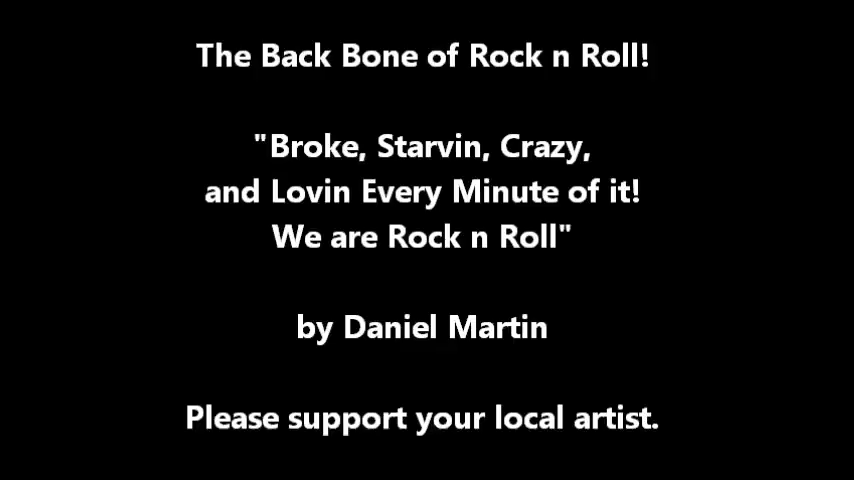 The Back Bone of Rock n Roll!
"Broke, Starvin, Crazy,
and Lovin Every Minute of it!
We are Rock n Roll"
by Daniel Martin
Please support your local artist.